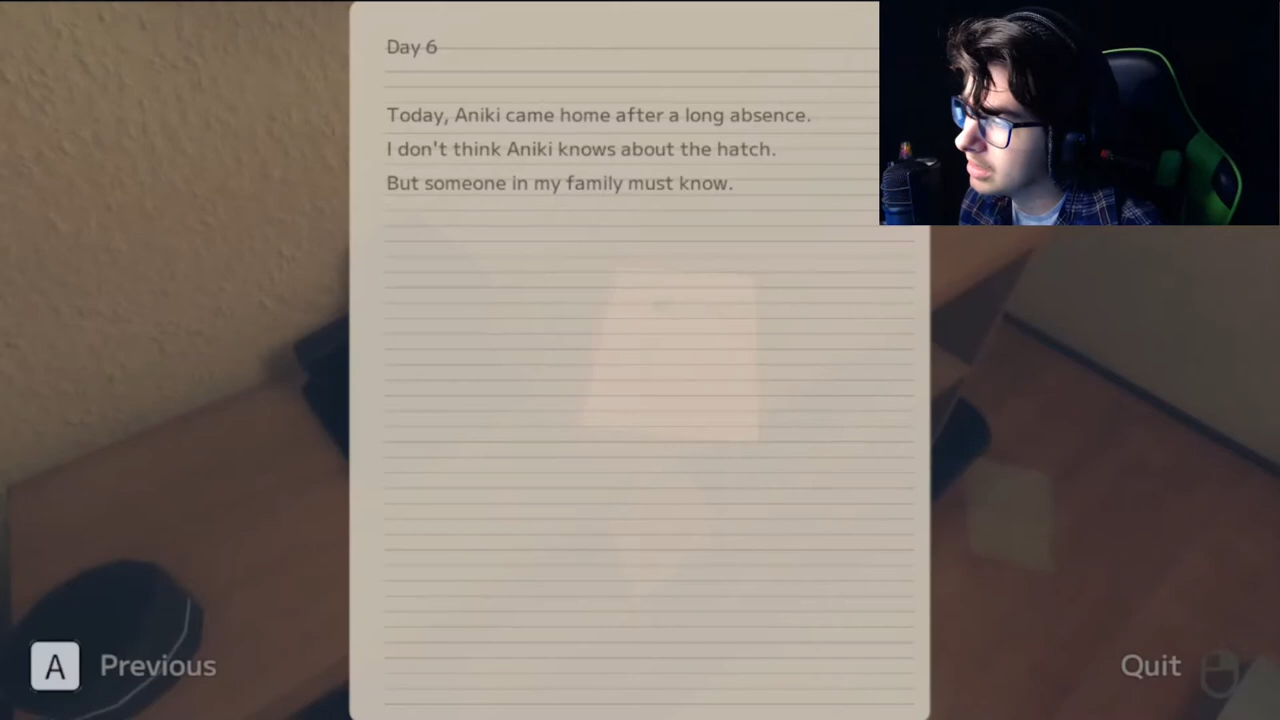 Day 6
Today, Aniki came home after a long absence.
I don't think Aniki knows about the hatch.
But someone in my family must know.
A Previous
Quit